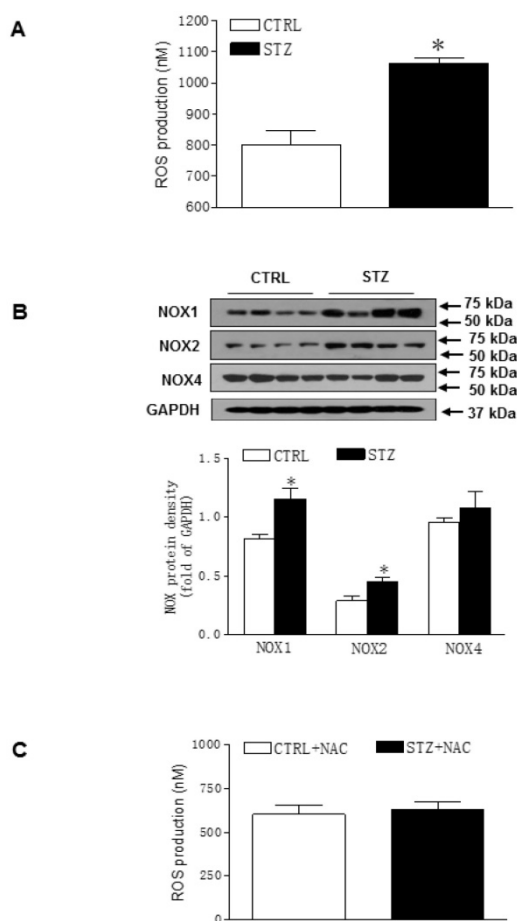 A
CTRL
STZ
*
ROS production (nM)
1200
1100
1000
900
800
700
600
B
CTRL STZ
NOX1
75 kDa
50 kDa
NOX2
75 kDa
50 kDa
NOX4
75 kDa
50 kDa
GAPDH
37 kDa
CTRL STZ
NOX protein density
(fold of GAPDH)
1.5
1.0
0.5
0.0
*
*
NOX1 NOX2 NOX4
C
CTRL+NAC STZ+NAC
ROS production (nM)
1000
750
500
250
0